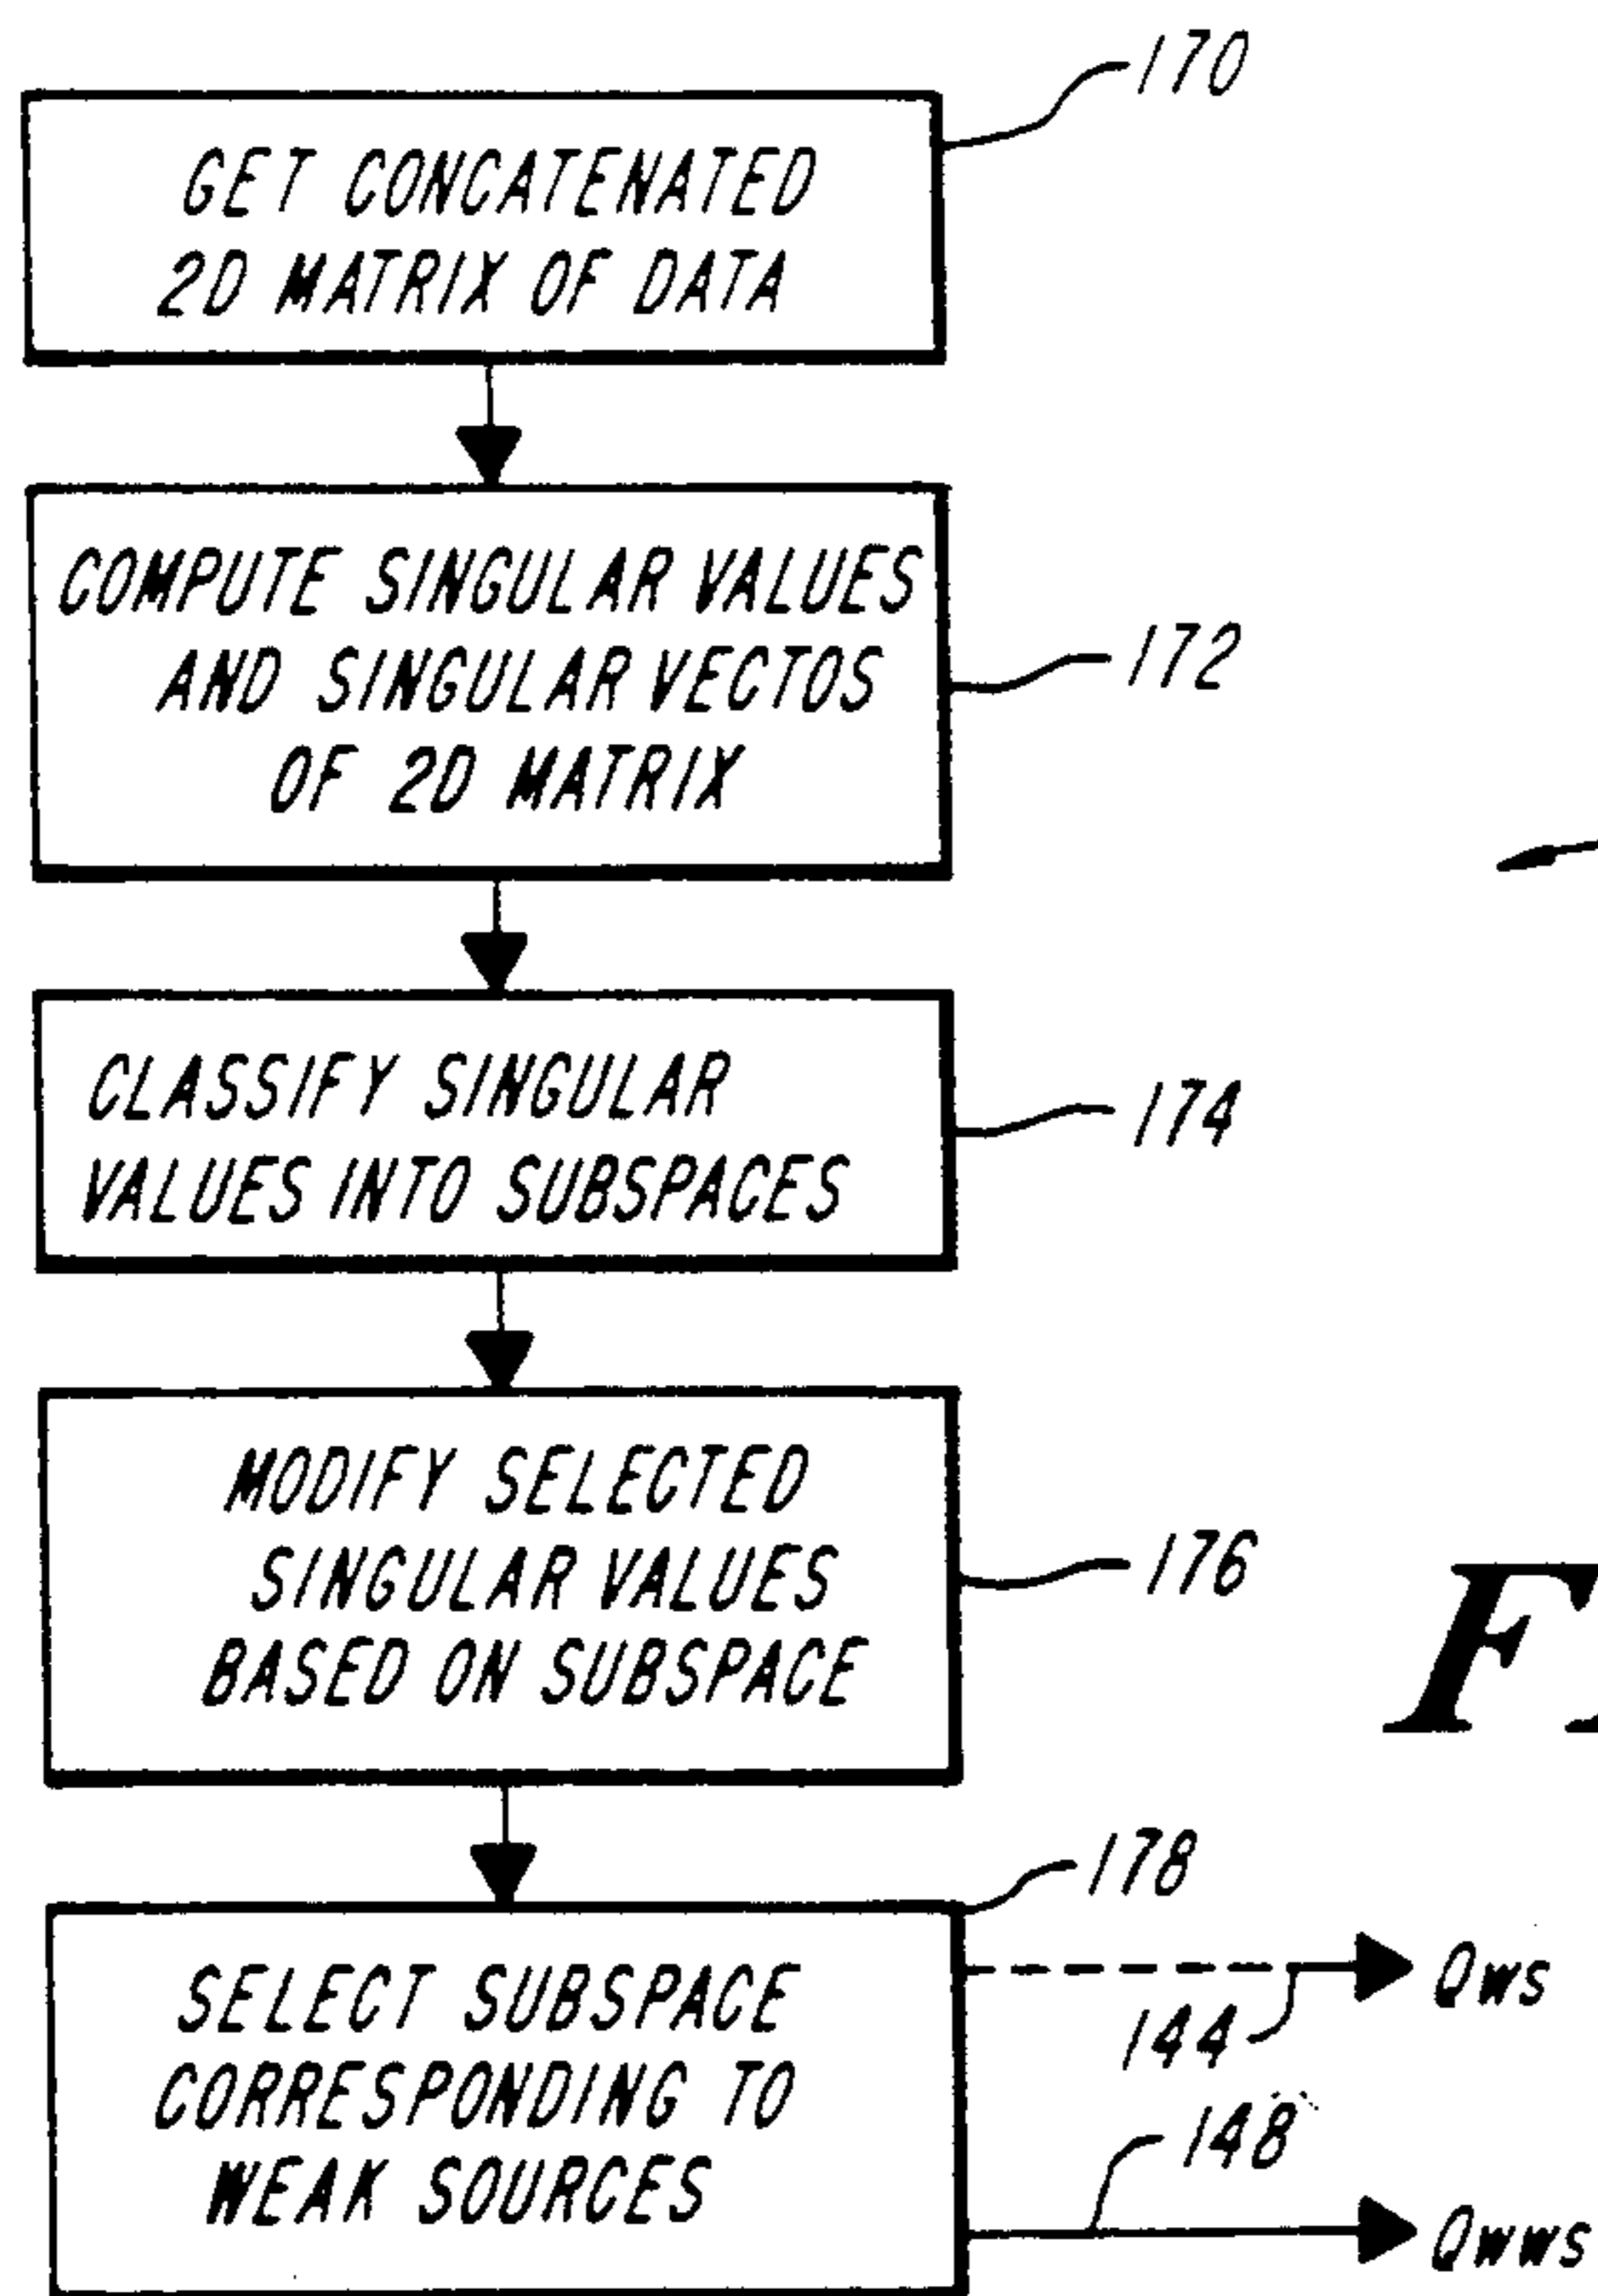 170
GET CONCATENATED
2D MATRIX OF DATA
COMPUTE SINGULAR VALUES
AND SINGULAR VECTOS
OF 2D MATRIX
172
CLASSIFY SINGULAR
VALUES INTO SUBSPACES
174
MODIFY SELECTED
SINGULAR VALUES
BASED ON SUBSPACE
176
F
178
SELECT SUBSPACE
CORRESPONDING TO
WEAK SOURCES
QWS
144
148
QWWS